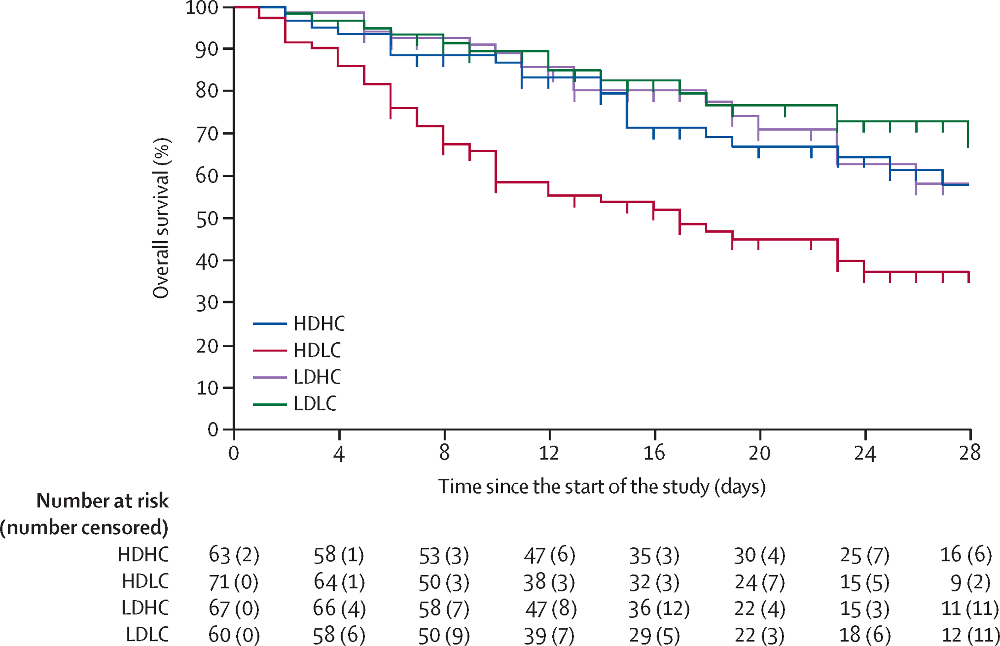 100
90
80
70
60
50
40
30
20
10
0
Overall survival (%)
HDHC
HDLC
LDHC
LDLC
0 4 8 12 16 20 24 28
Time since the start of the study (days)
Number at risk
(number censored)
HDHC 63 (2) 58 (1) 53 (3) 47 (6) 35 (3) 30 (4) 25 (7) 16 (6)
HDLC 71 (0) 64 (1) 50 (3) 38 (3) 32 (3) 24 (7) 15 (5) 9 (2)
LDHC 67 (0) 66 (4) 58 (7) 47 (8) 36 (12) 22 (4) 15 (3) 11 (11)
LDLC 60 (0) 58 (6) 50 (9) 39 (7) 29 (5) 22 (3) 18 (6) 12 (11)